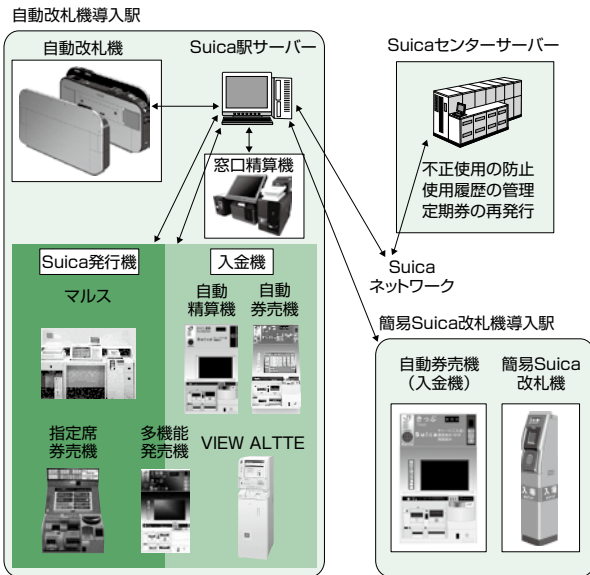 自動改札機導入駅
自動改札機
Suica駅サーバー
窓口精算機
Suica発行機
マルス
指定席
券売機
多機能
発売機
入金機
自動
精算機
自動
券売機
VIEW ALTTE
Suicaセンターサーバー
不正使用の防止
使用履歴の管理
定期券の再発行
Suica
ネットワーク
簡易Suica改札機導入駅
自動券売機
(入金機)
きっぷ
簡易Suica
改札機
入場